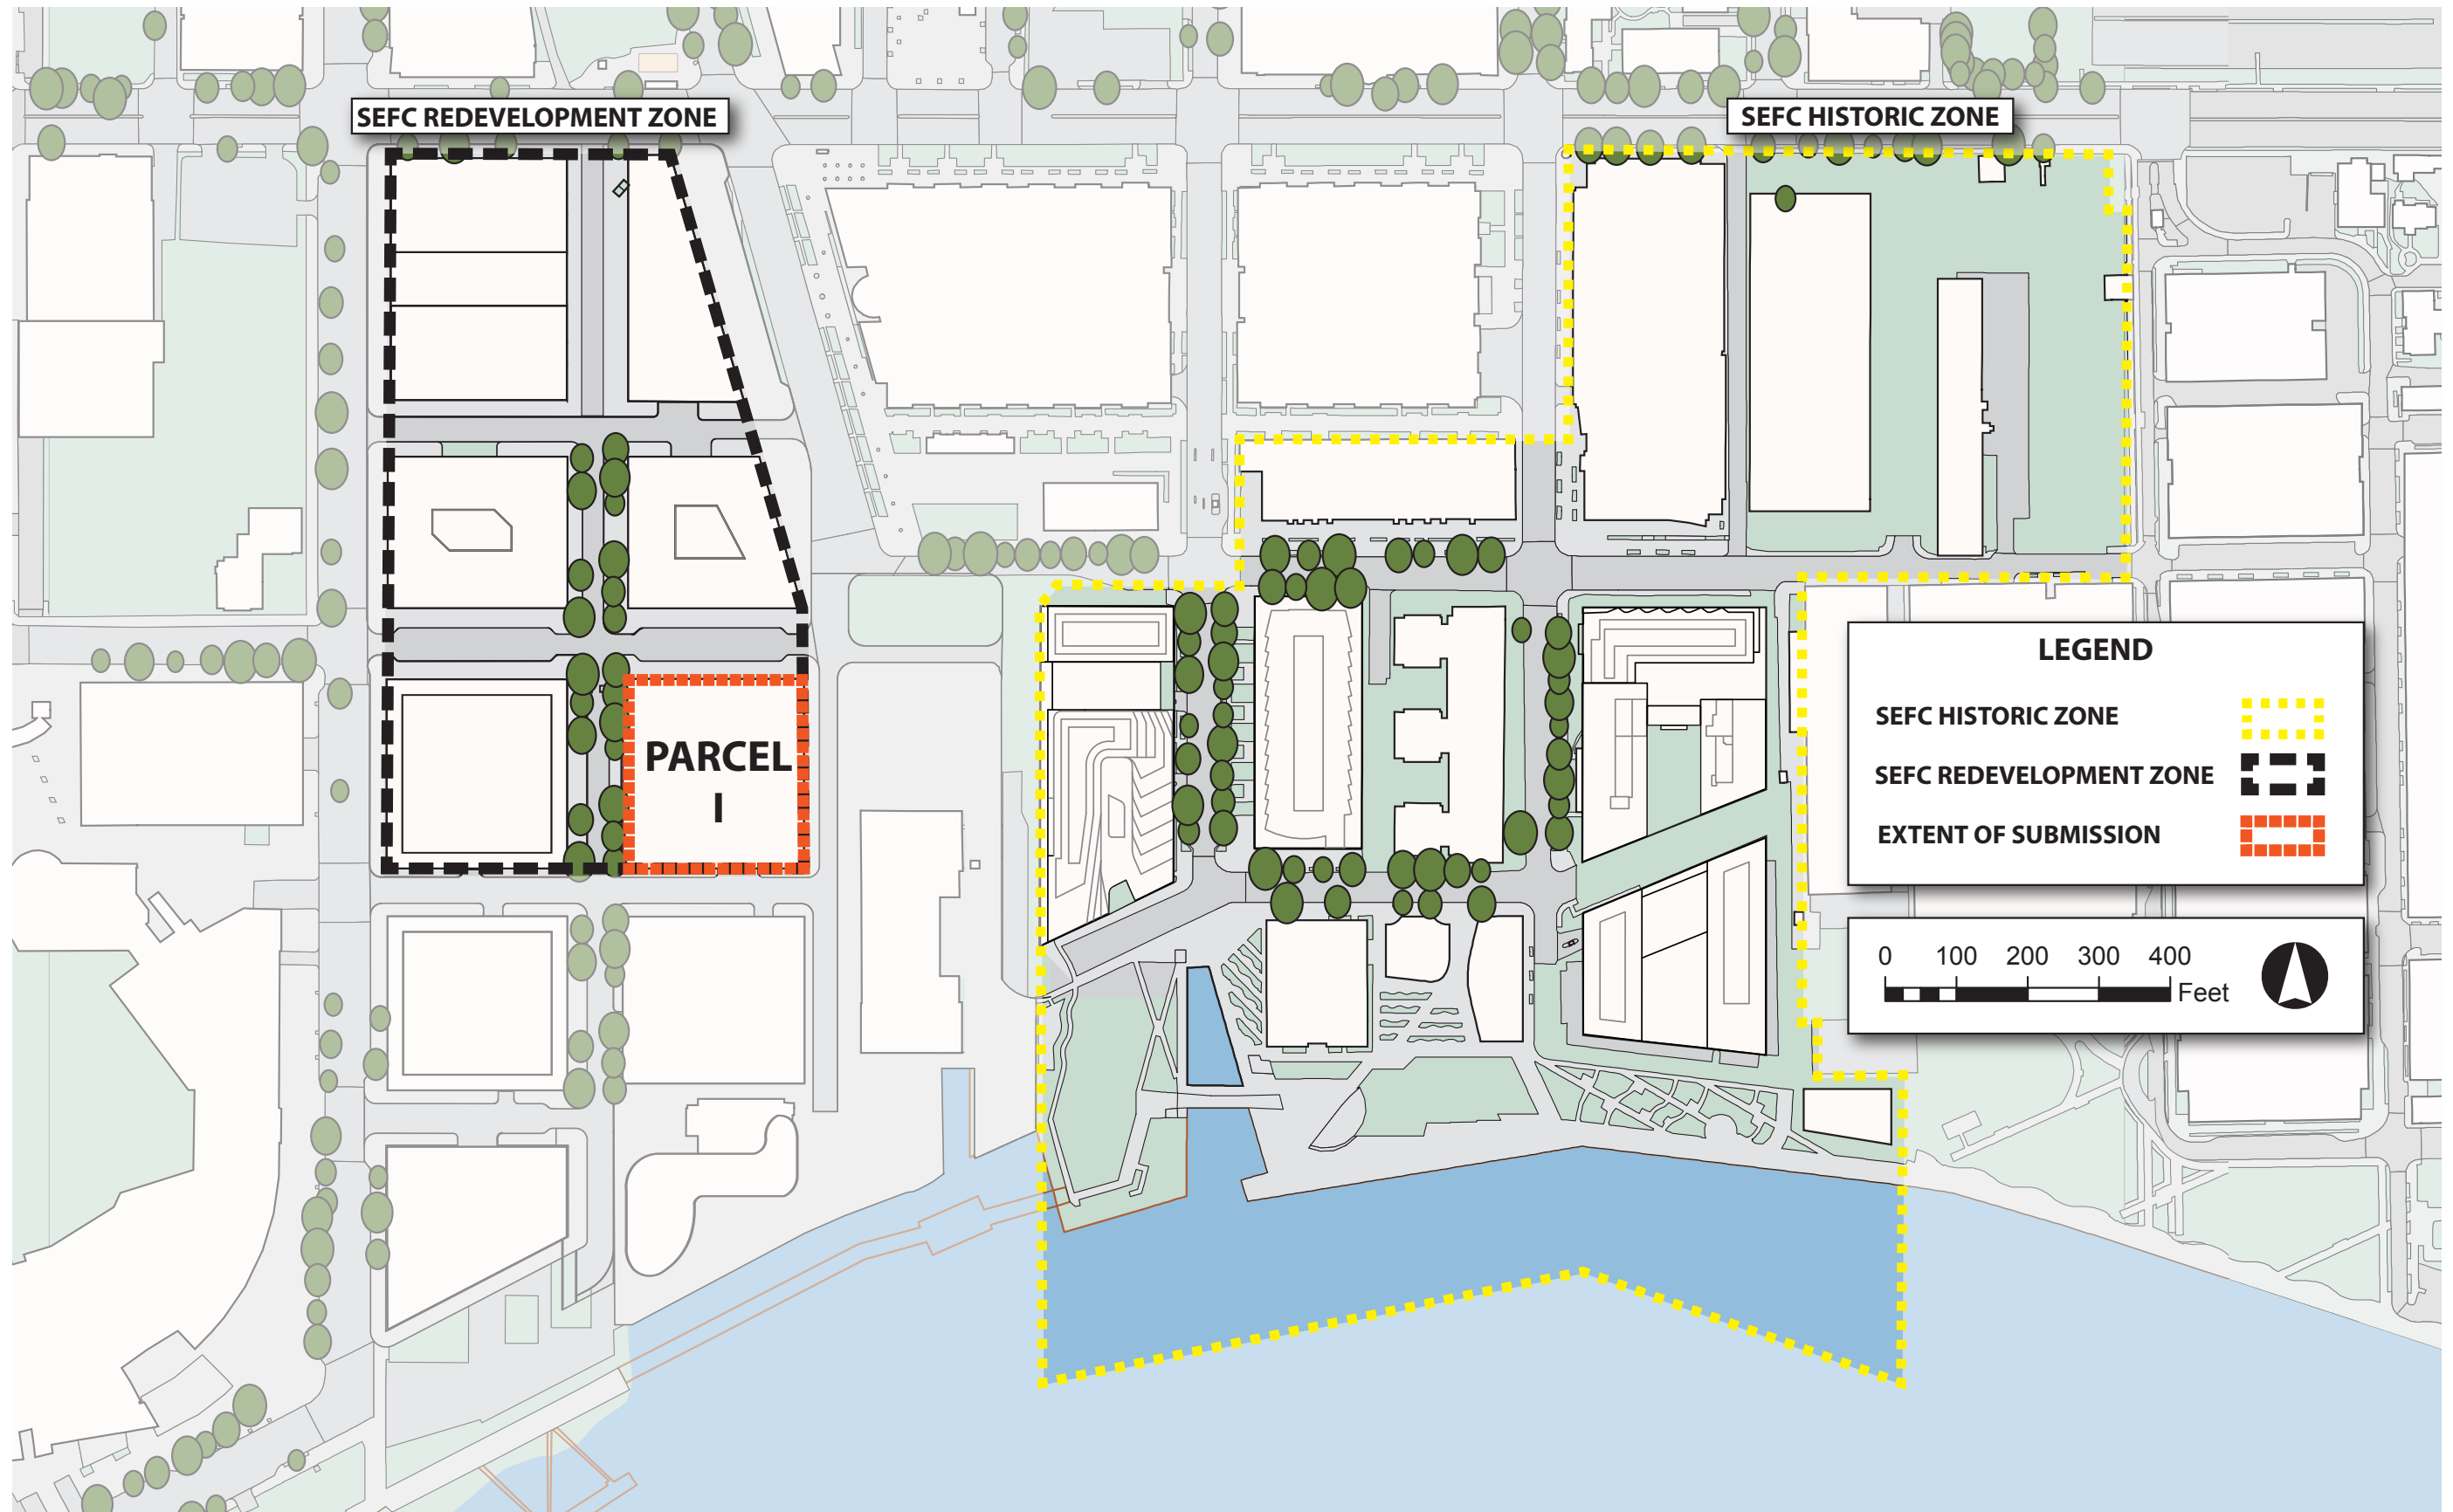 SEFC REDEVELOPMENT ZONE
SEFC HISTORIC ZONE
PARCEL
I
LEGEND
SEFC HISTORIC ZONE
SEFC REDEVELOPMENT ZONE
EXTENT OF SUBMISSION
0 100 200 300 400
Feet